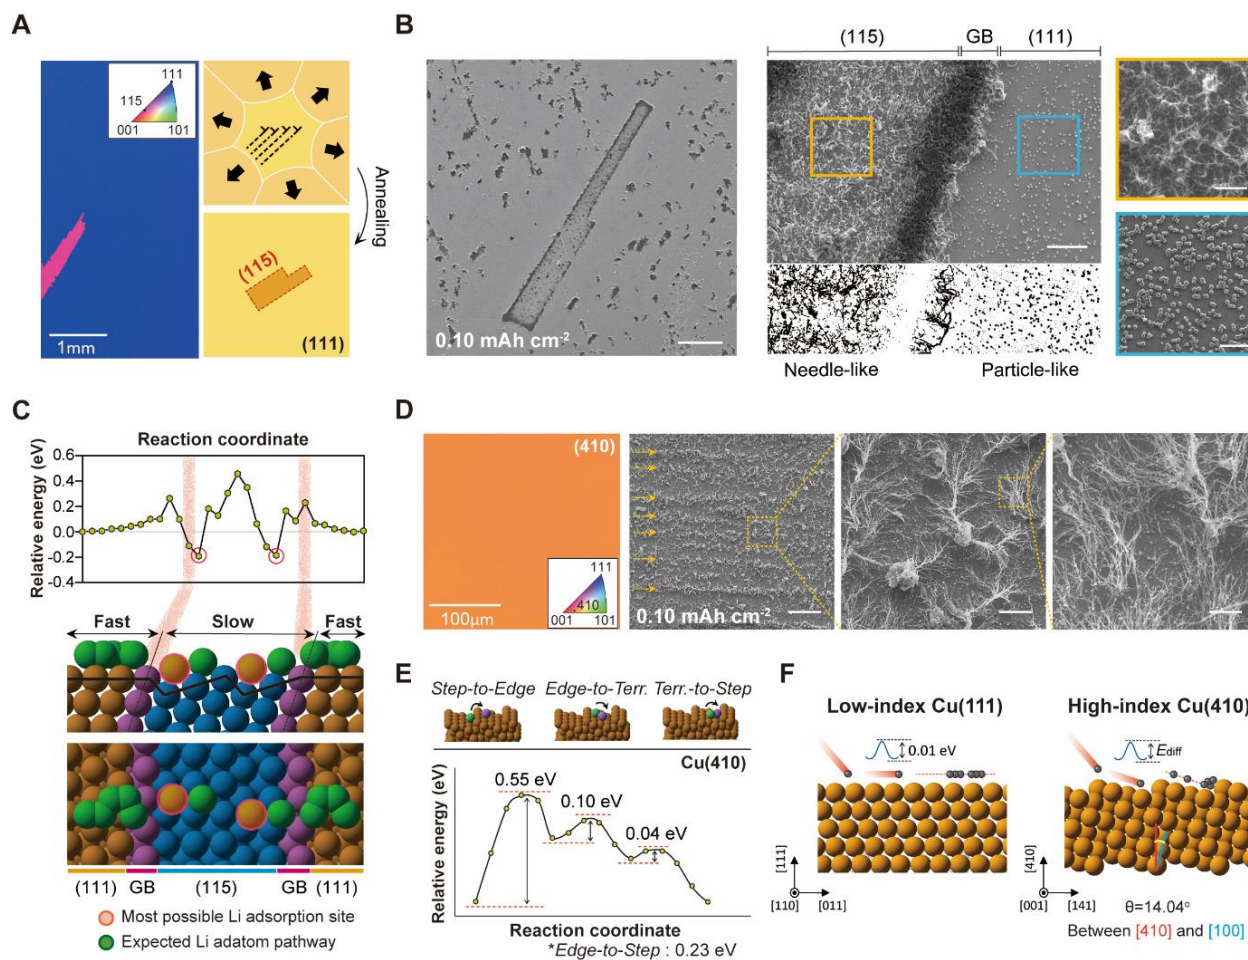 A
111
115
001
101
1mm
Annealing
(115)
(111)
B
0.10 mAh cm-2
(115)
GB
(111)
Needle-like
Particle-like
C
Reaction coordinate
Relative energy (eV)
0.6
0.4
0.2
0.0
-0.2
-0.4
Fast
Slow
Fast
(111)
GB
(115)
GB
(111)
Most possible Li adsorption site
Expected Li adatom pathway
D
(410)
111
410
001
101
100μm
0.10 mAh cm-2
E
Step-to-Edge
Edge-to-Terr.
Terr.-to-Step
Cu(410)
0.55 eV
0.10 eV
0.04 eV
Relative energy (eV)
Reaction coordinate
*Edge-to-Step : 0.23 eV
F
Low-index Cu(111)
0.01 eV
[111]
[110]
[011]
High-index Cu(410)
Ediff
[410]
[001]
[141]
θ=14.04°
Between [410] and [100]